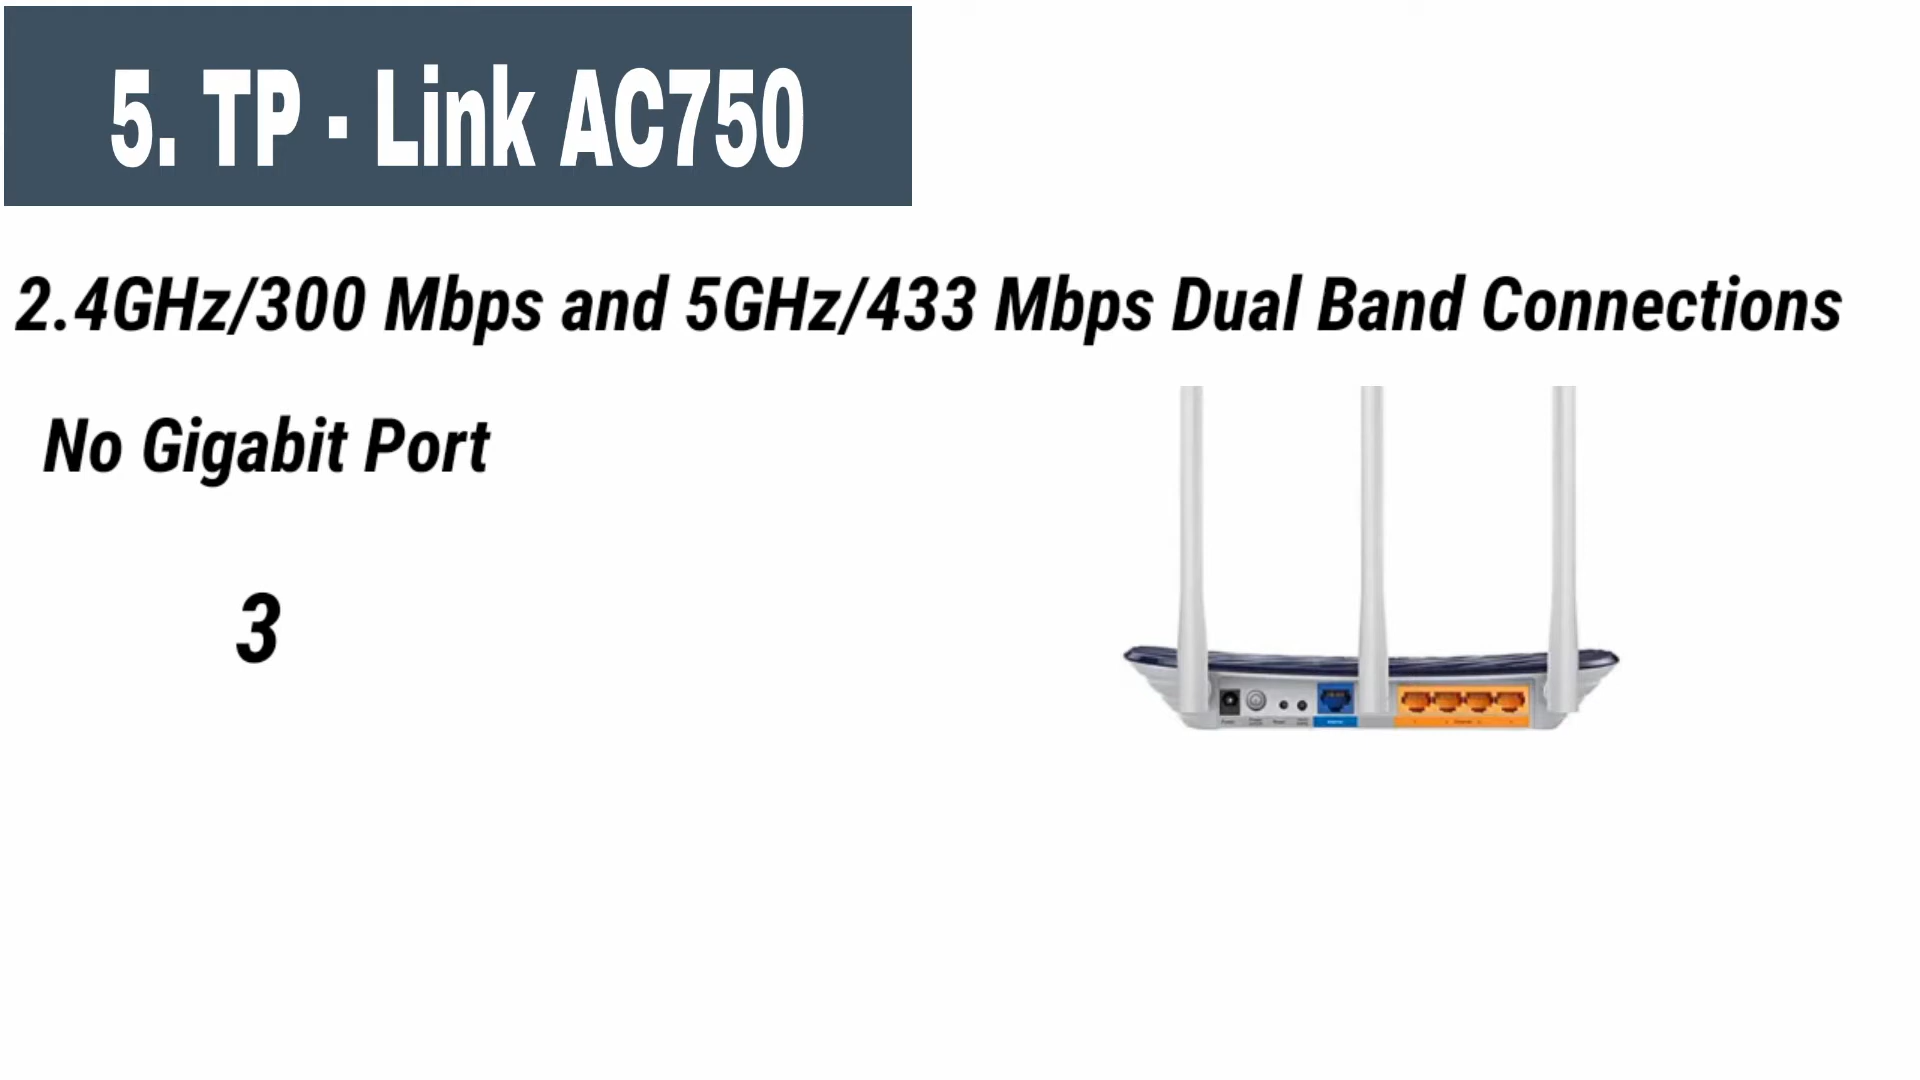 5. TP - Link AC750
2.4GHz/300 Mbps and 5GHz/433 Mbps Dual Band Connections
No Gigabit Port
3